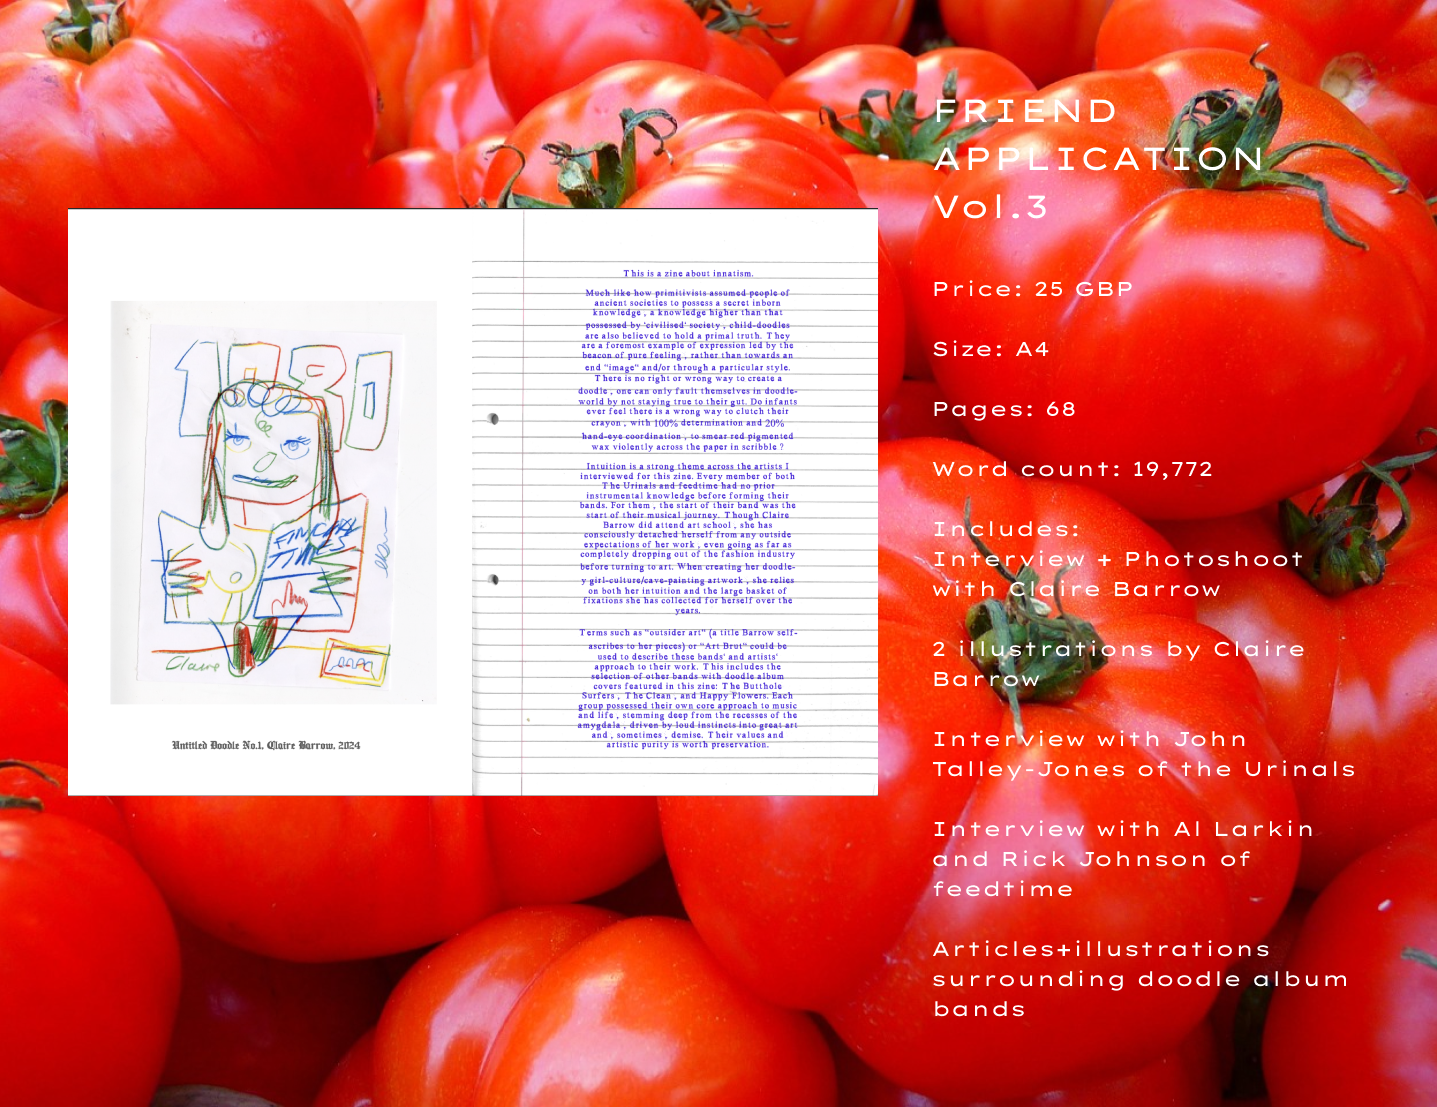 FRIEND
APPLICATION
Vol.3
Price: 25 GBP
Size: A4
Pages: 68
Word count: 19,772
Includes:
Interview + Photoshoot
with Claire Barrow
2 illustrations by Claire
Barrow
Interview with John
Talley-Jones of the Urinals
Interview with Al Larkin
and Rick Johnson of
feedtime
Articles+illustrations
surrounding doodle album
bands
FINCIAL
TIMES
Claire
Untitled Doodle No.1, Claire Barrow, 2024
This is a zine about innatism.
Much like how primitivists assumed people of
ancient societies to possess a secret inborn
knowledge , a knowledge higher than that
possessed by 'civilised' society , child-doodles
are also believed to hold a primal truth. They
are a foremost example of expression led by the
beacon of pure feeling , rather than towards an
end "image" and/or through a particular style.
There is no right or wrong way to create a
doodle , one can only fault themselves in doodle-
world by not staying true to their gut. Do infants
ever feel there is a wrong way to clutch their
crayon , with 100% determination and 20%
hand-eye coordination , to smear red pigmented
wax violently across the paper in scribble ?
Intuition is a strong theme across the artists I
interviewed for this zine. Every member of both
The Urinals and feedtime had no prior
instrumental knowledge before forming their
bands. For them , the start of their band was the
start of their musical journey. Though Claire
Barrow did attend art school , she has
consciously detached herself from any outside
expectations of her work , even going as far as
completely dropping out of the fashion industry
before turning to art. When creating her doodle-
y girl-culture/cave-painting artwork , she relies
on both her intuition and the large basket of
fixations she has collected for herself over the
years.
Terms such as "outsider art" (a title Barrow self-
ascribes to her pieces) or "Art Brut" could be
used to describe these bands' and artists'
approach to their work. This includes the
selection of other bands with doodle album
covers featured in this zine: The Butthole
Surfers , The Clean , and Happy Flowers. Each
group possessed their own core approach to music
and life , stemming deep from the recesses of the
amygdala , driven by loud instincts into great art
and , sometimes , demise. Their values and
artistic purity is worth preservation.